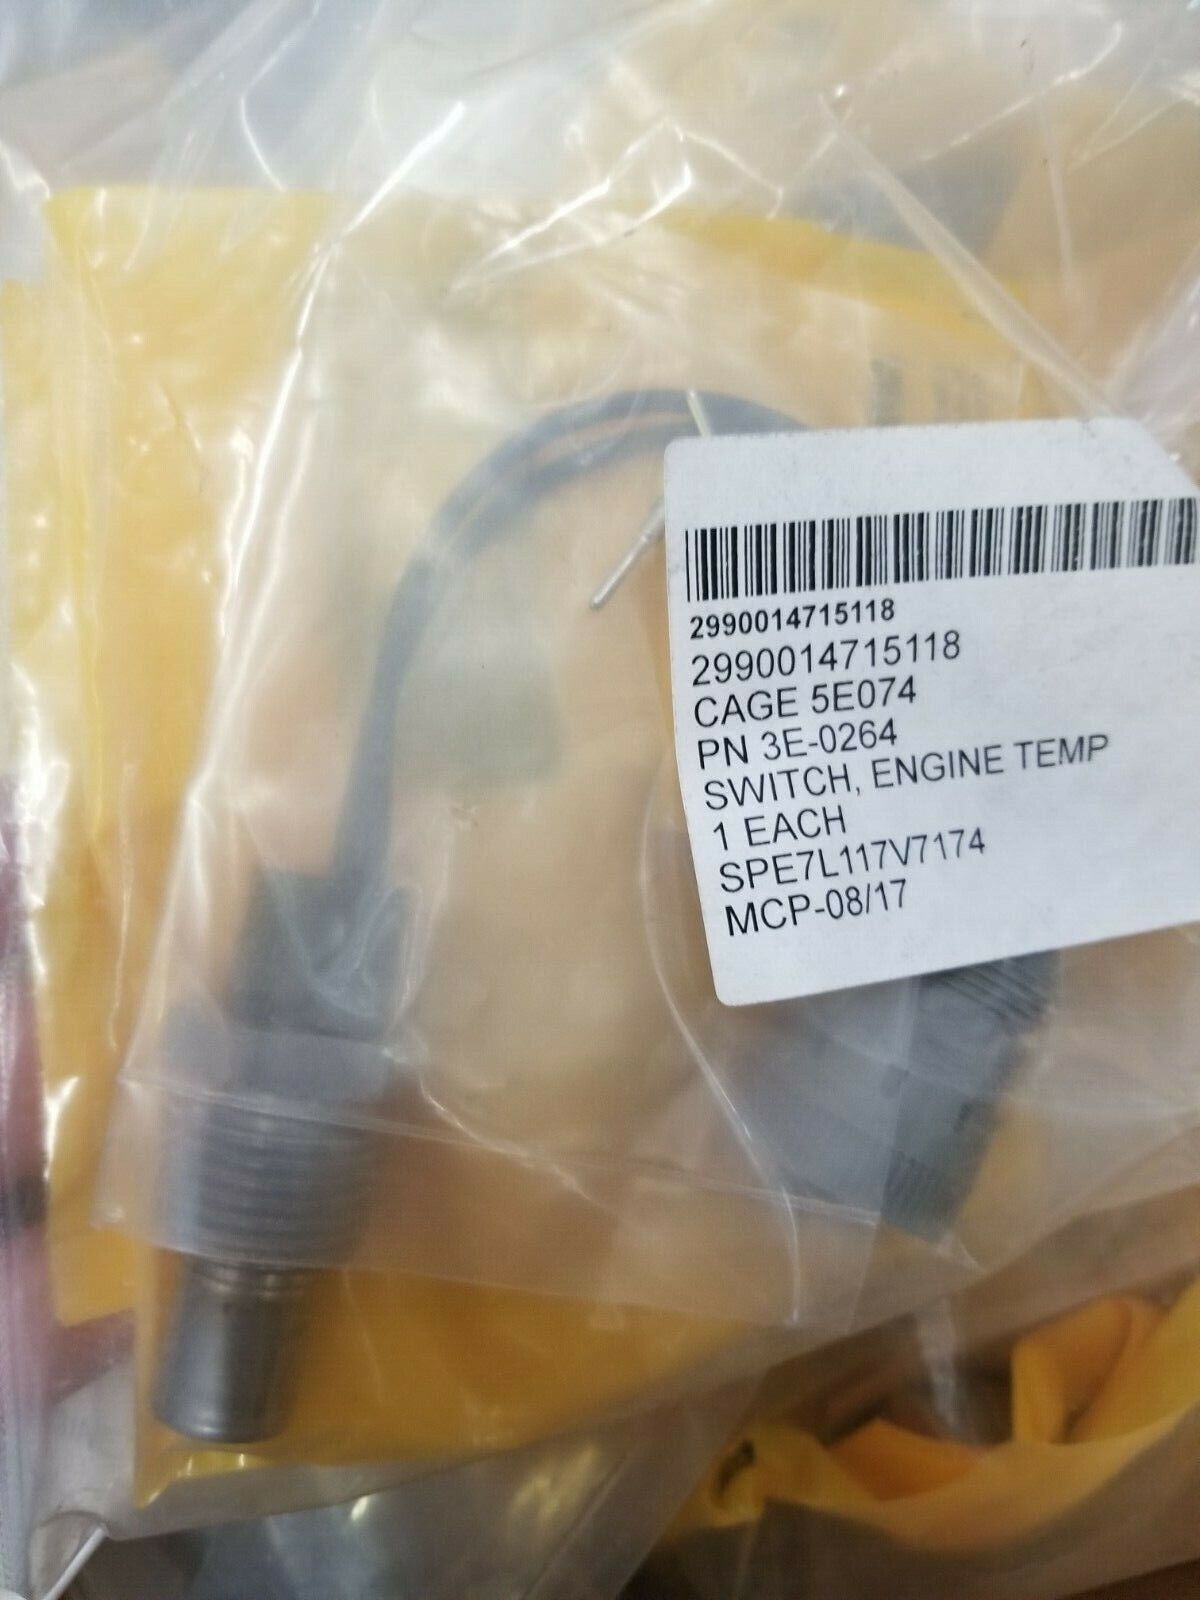 2990014715118
2990014715118
CAGE 5E074
PN 3E-0264
SWITCH, ENGINE TEMP
1 EACH
SPE7L117V7174
MCP-08/17